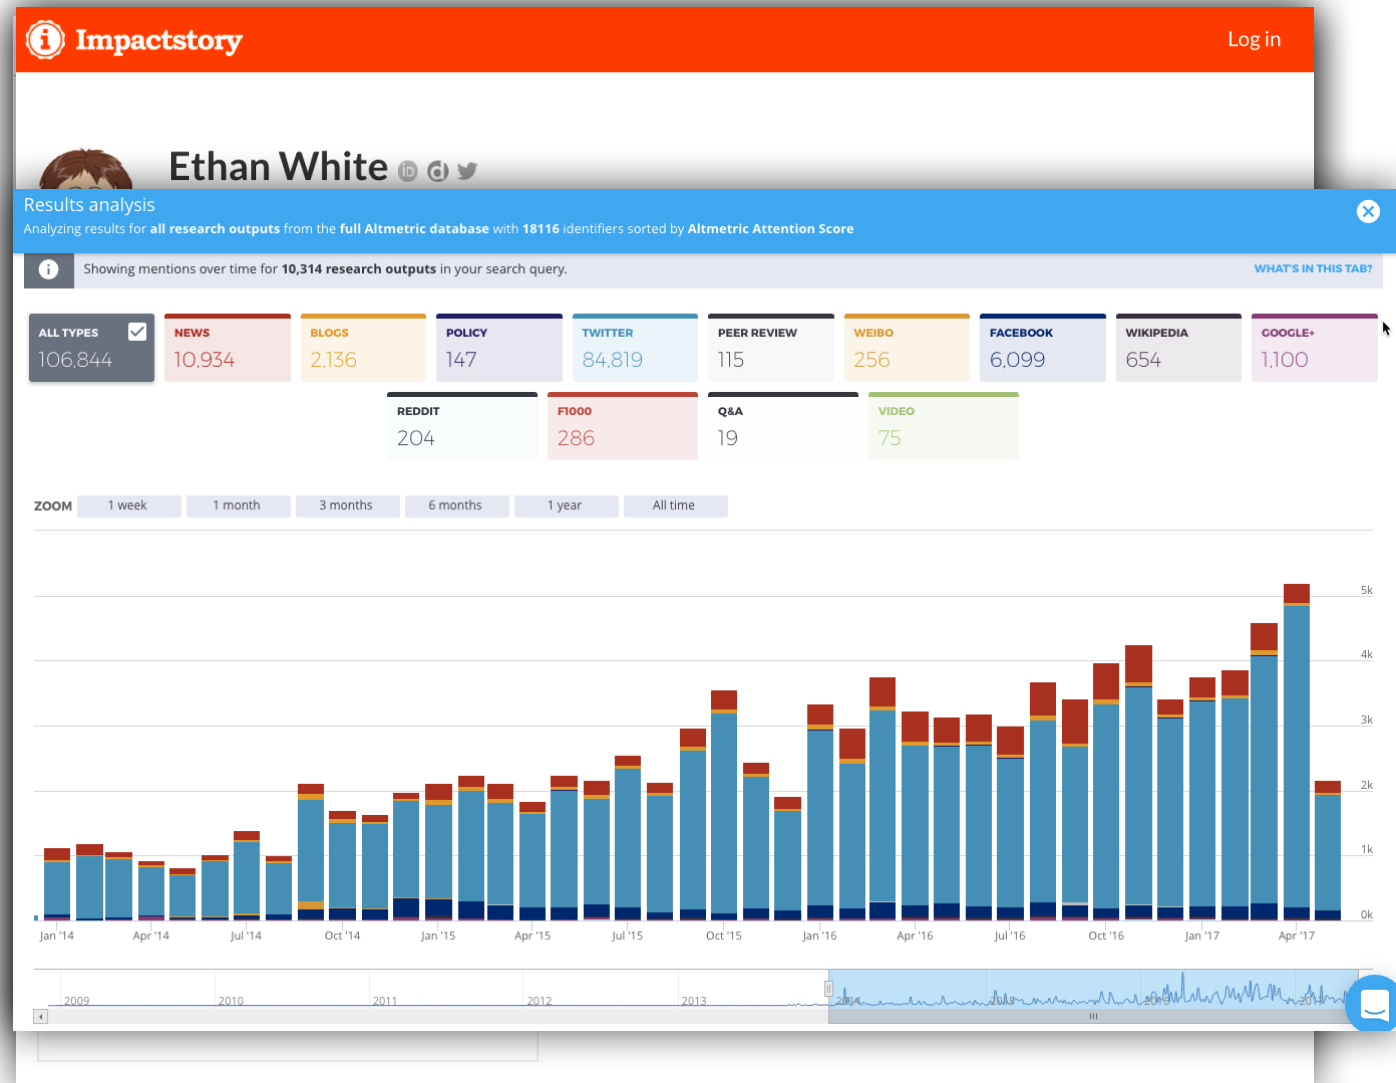 Impactstory
Log in
Ethan White
Results analysis
Analyzing results for all research outputs from the full Altmetric database with 18116 identifiers sorted by Altmetric Attention Score
Showing mentions over time for 10,314 research outputs in your search query.
WHAT'S IN THIS TAB?
ALL TYPES NEWS BLOGS POLICY TWITTER PEER REVIEW WEIBO FACEBOOK WIKIPEDIA GOOGLE+
106,844 10,934 2,136 147 84,819 115 256 6,099 654 1,100
REDDIT F1000 Q&A VIDEO
204 286 19 75
ZOOM 1 week 1 month 3 months 6 months 1 year All time
5k
4k
3k
2k
1k
0k
Jan '14 Apr '14 Jul '14 Oct '14 Jan '15 Apr '15 Jul '15 Oct '15 Jan '16 Apr '16 Jul '16 Oct '16 Jan '17 Apr '17
2009 2010 2011 2012 2013 2014 2015 2016 2017